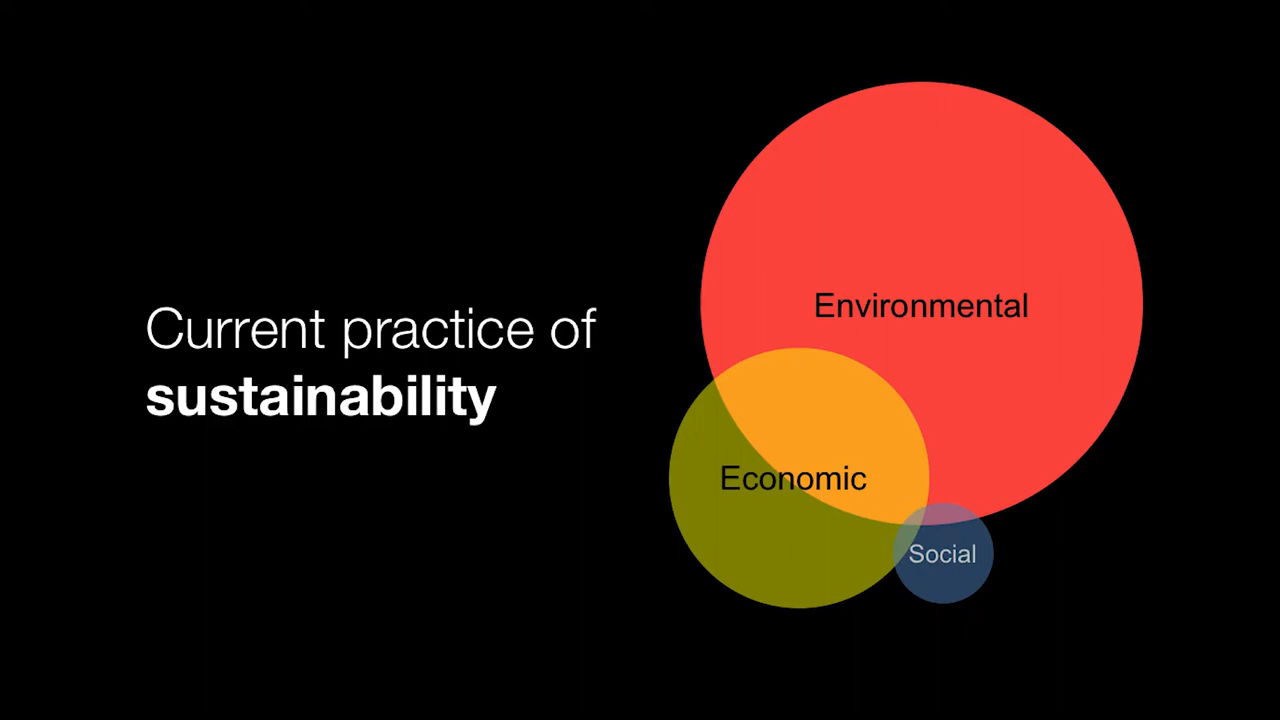 Current practice of
sustainability
Environmental
Economic
Social